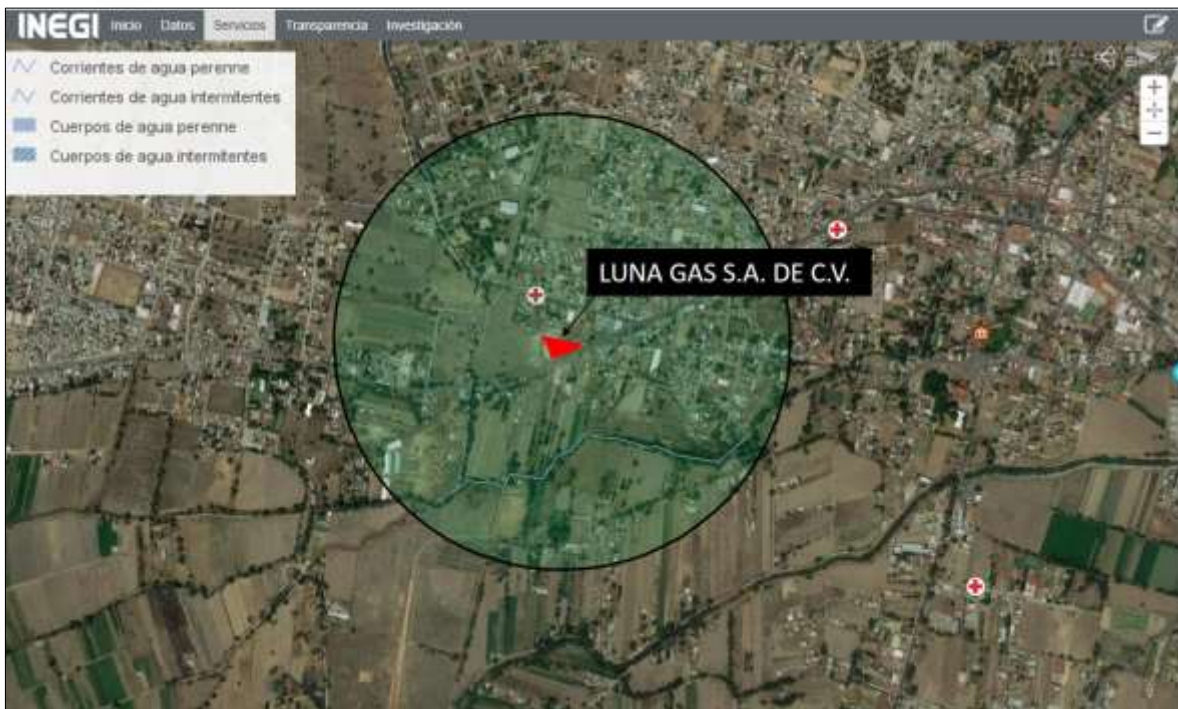 INEGI Inicio Datos Servicios Transparencia Investigación
Corrientes de agua perenne
Corrientes de agua intermitentes
Cuerpos de agua perenne
Cuerpos de agua intermitentes
LUNA GAS S.A. DE C.V.